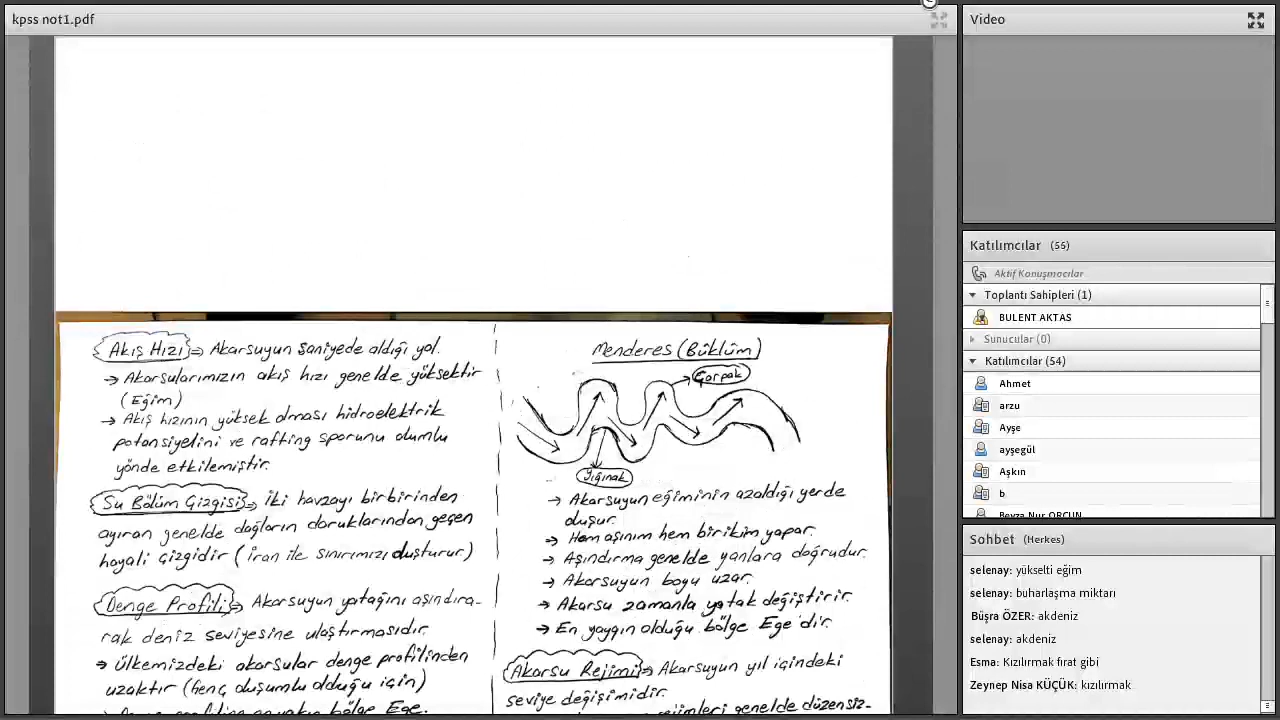 kpss not1.pdf
Akış Hızı => Akarsuyun saniyede aldığı yol.
→ Akarsularımızın akış hızı genelde yüksektir
(Eğim)
→ Akış hızının yüksek olması hidroelektrik
potansiyelini ve rafting sporunu olumlu
yönde etkilemiştir.
Su Bölüm Çizgisi => İki havzayı birbirinden
ayıran genelde dağların doruklarından geçen
hayali çizgidir (İran ile sınırımızı oluşturur)
Denge Profili => Akarsuyun yatağını aşındıra-
rak deniz seviyesine ulaştırmasıdır.
→ Ülkemizdeki akarsular denge profilinden
uzaktır (Genç oluşumlu olduğu için)
Menderes (Büklüm)
Çarpak
Yığınak
→ Akarsuyun eğiminin azaldığı yerde
oluşur.
→ Hem aşınım hem birikim yapar.
→ Aşındırma genelde yanlara doğrudur.
→ Akarsuyun boyu uzar.
→ Akarsu zamanla yatak değiştirir.
→ En yaygın olduğu bölge Ege'dir.
Akarsu Rejimi => Akarsuyun yıl içindeki
seviye değişimidir.
rejimleri genelde düzensiz-
Video
Katılımcılar (55)
Aktif Konuşmacılar
Toplantı Sahipleri (1)
BULENT AKTAS
Sunucular (0)
Katılımcılar (54)
Ahmet
arzu
Ayşe
ayşegül
Aşkın
b
Beyza Nur ORÇUN
Sohbet (Herkes)
selenay: yükselti eğim
selenay: buharlaşma miktarı
Büşra ÖZER: akdeniz
selenay: akdeniz
Esma: Kızılırmak fırat gibi
Zeynep Nisa KÜÇÜK: kızılırmak